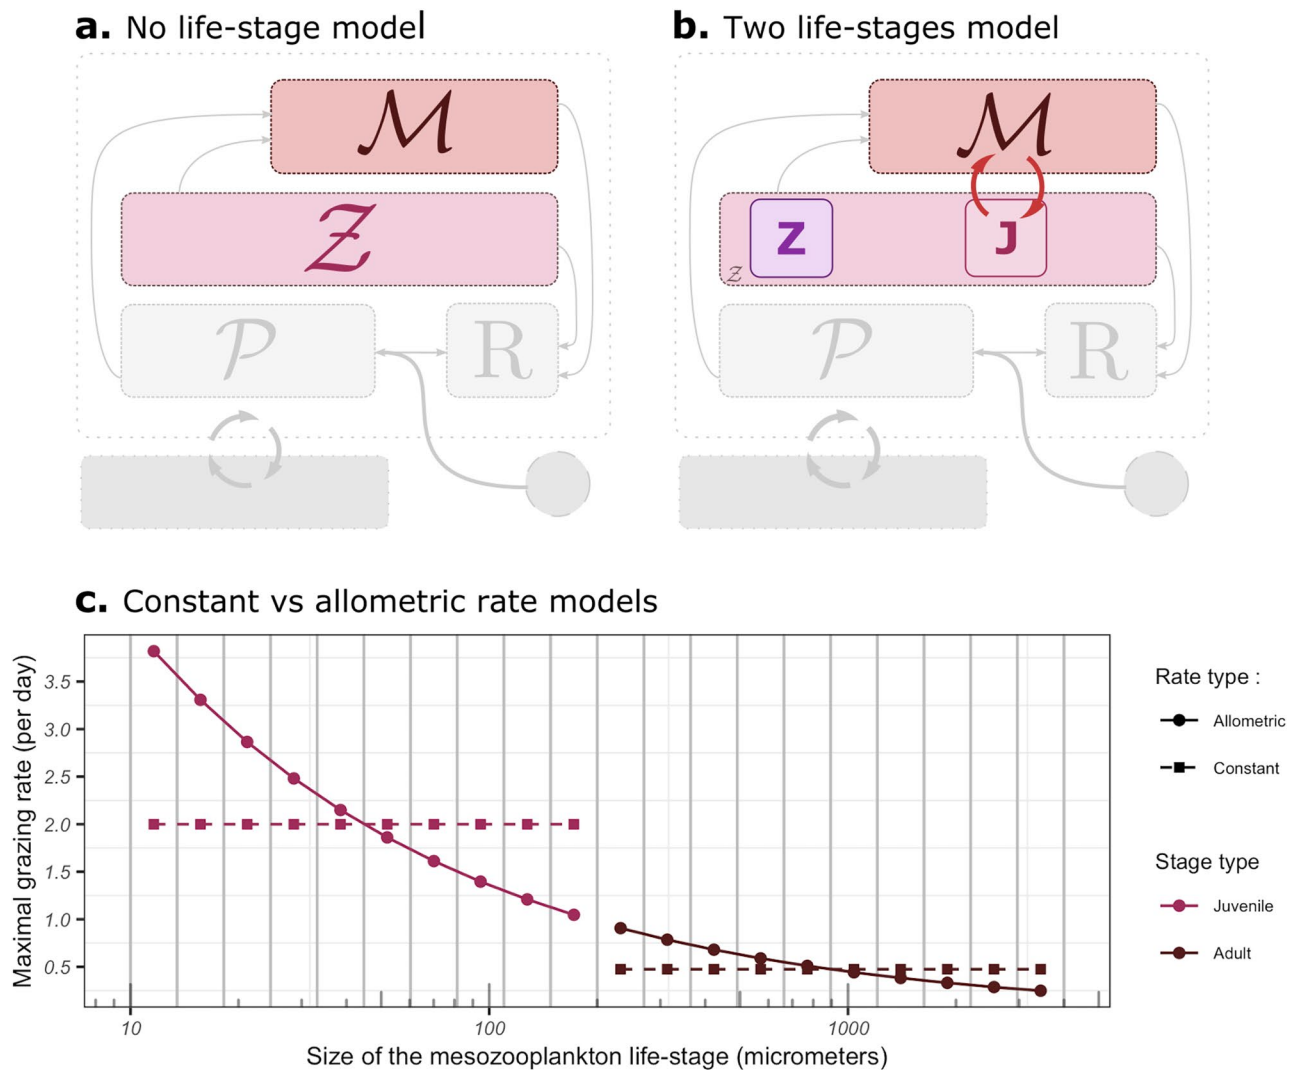 a. No life-stage model
b. Two life-stages model
ℳ
𝒵
𝒫
R
ℳ
Z
J
𝒵
𝒫
R
c. Constant vs allometric rate models
Maximal grazing rate (per day)
3.5
3.0
2.5
2.0
1.5
1.0
0.5
10
100
1000
Size of the mesozooplankton life-stage (micrometers)
Rate type :
Allometric
Constant
Stage type
Juvenile
Adult